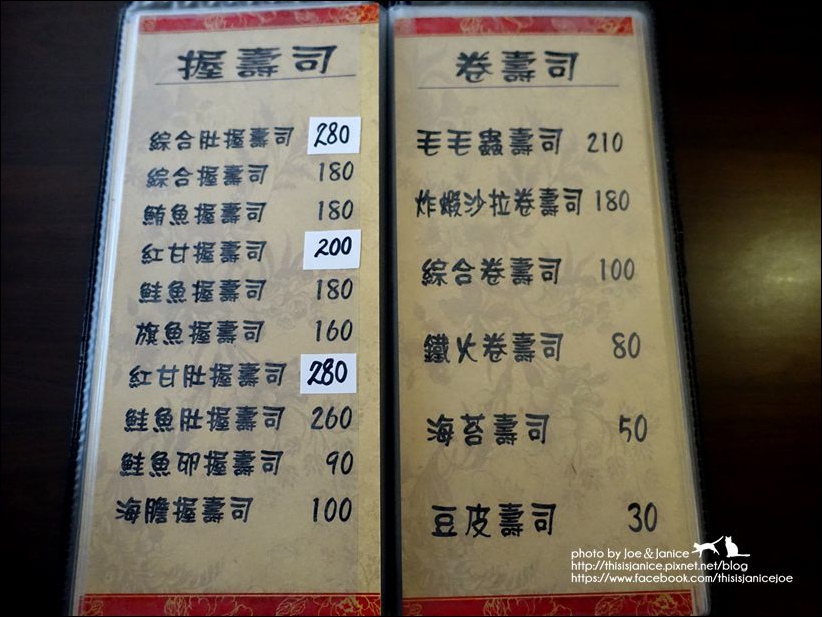 握壽司
綜合肚握壽司 280
綜合握壽司 180
鮪魚握壽司 180
紅甘握壽司 200
鮭魚握壽司 180
旗魚握壽司 160
紅甘肚握壽司 280
鮭魚肚握壽司 260
鮭魚卵握壽司 90
海膽握壽司 100
卷壽司
毛毛蟲壽司 210
炸蝦沙拉卷壽司 180
綜合卷壽司 100
鐵火卷壽司 80
海苔壽司 50
豆皮壽司 30
photo by Joe & Janice
http://thisisjanice.pixnet.net/blog
https://www.facebook.com/thisisjanicejoe